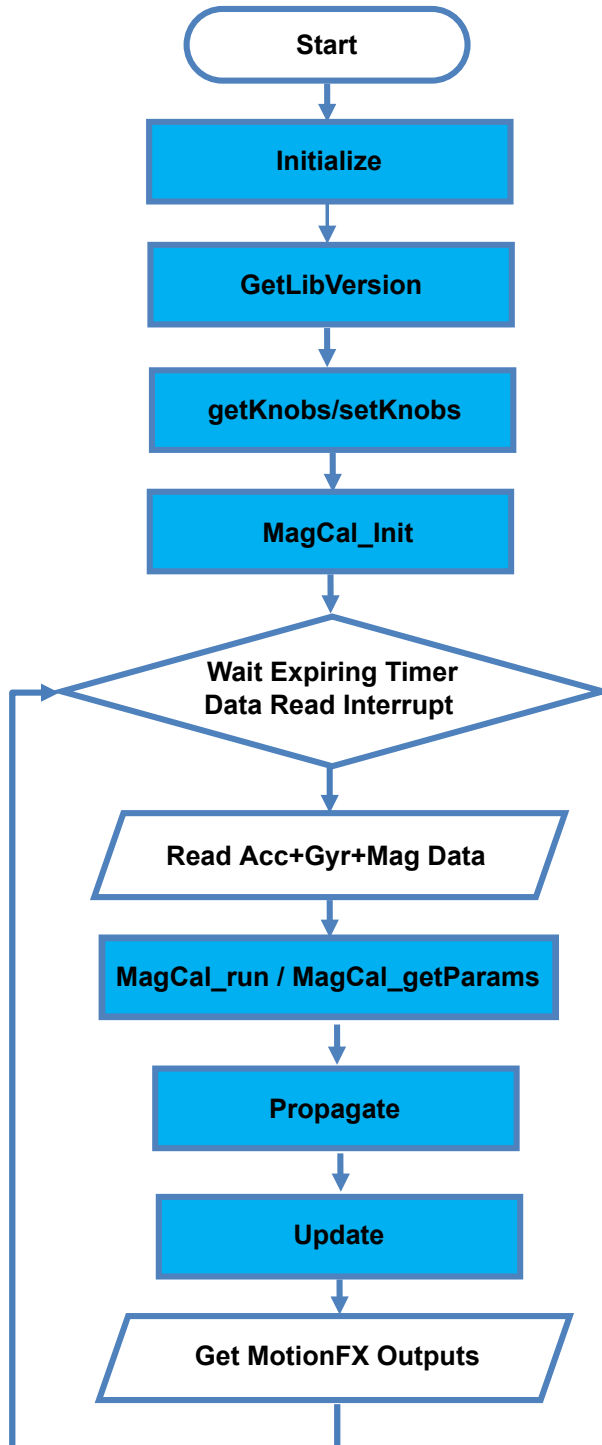 Start
Initialize
GetLibVersion
getKnobs/setKnobs
MagCal_Init
Wait Expiring Timer
Data Read Interrupt
Read Acc+Gyr+Mag Data
MagCal_run / MagCal_getParams
Propagate
Update
Get MotionFX Outputs